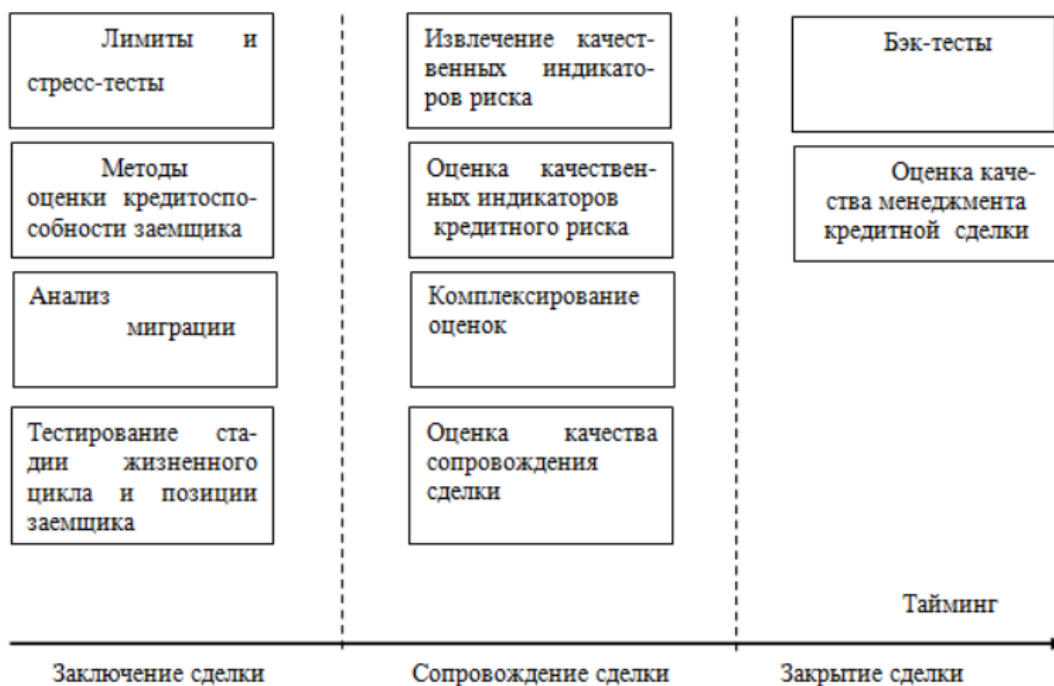 Лимиты и
стресс-тесты
Методы
оценки кредитоспо-
собности заемщика
Анализ
миграции
Тестирование ста-
дии жизненного
цикла и позиции
заемщика
Извлечение качест-
венных индикато-
ров риска
Оценка качествен-
ных индикаторов
кредитного риска
Комплексирование
оценок
Оценка качества
сопровождения
сделки
Бэк-тесты
Оценка каче-
ства менеджмента
кредитной сделки
Тайминг
Заключение сделки
Сопровождение сделки
Закрытие сделки